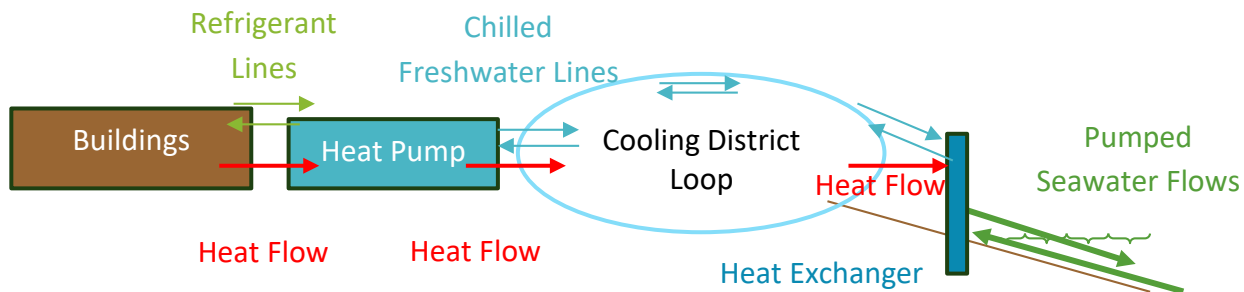 Refrigerant
Lines
Chilled
Freshwater Lines
Buildings
Heat Pump
Cooling District
Loop
Pumped
Seawater Flows
Heat Flow
Heat Flow
Heat Flow
Heat Exchanger